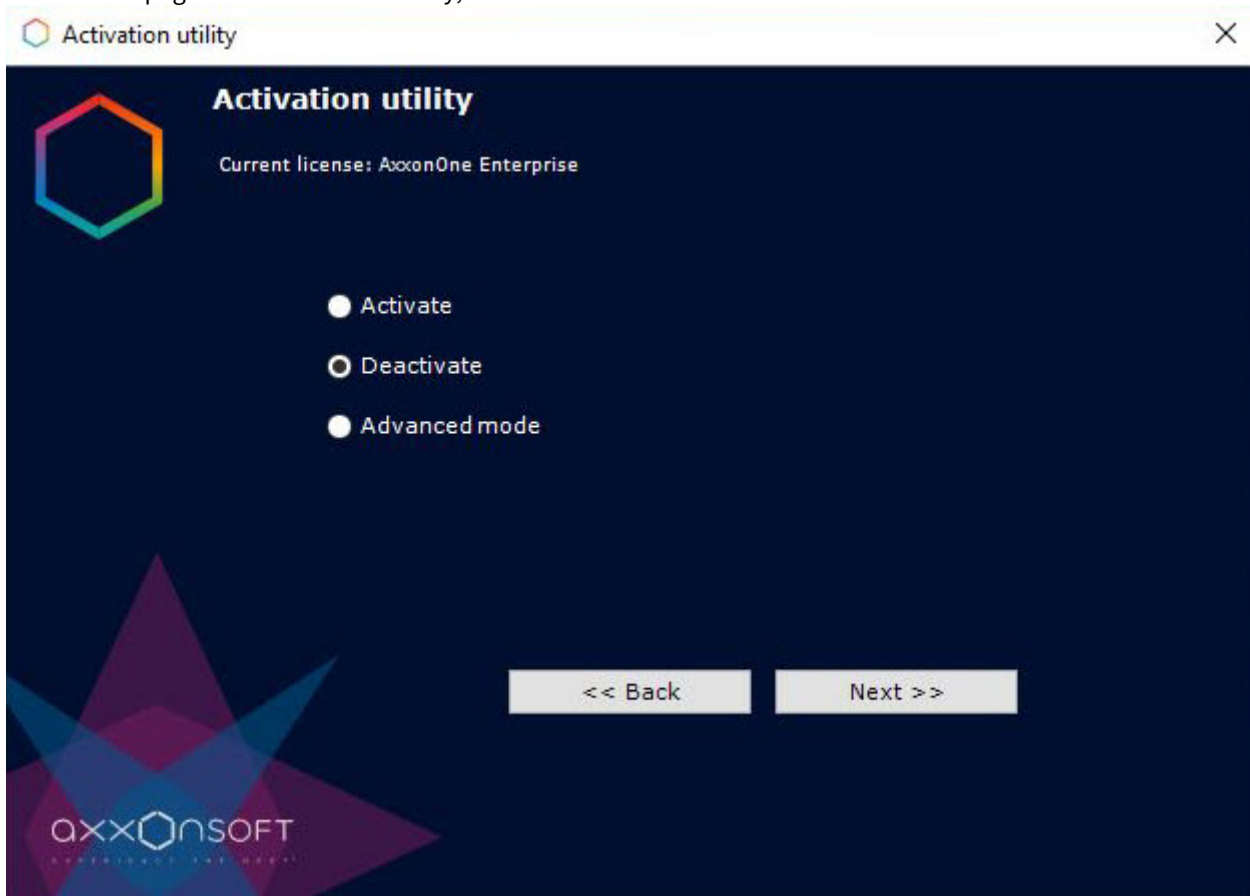 Activation utility
Activation utility
Current license: AxxonOne Enterprise
Activate
Deactivate
Advanced mode
<< Back
Next >>
axxonsoft